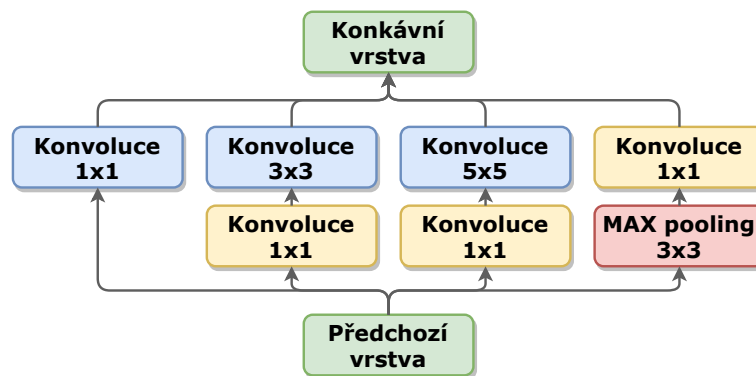 Konkávní
vrstva
Konvoluce
1x1
Konvoluce
3x3
Konvoluce
5x5
Konvoluce
1x1
Konvoluce
1x1
Konvoluce
1x1
MAX pooling
3x3
Předchozí
vrstva